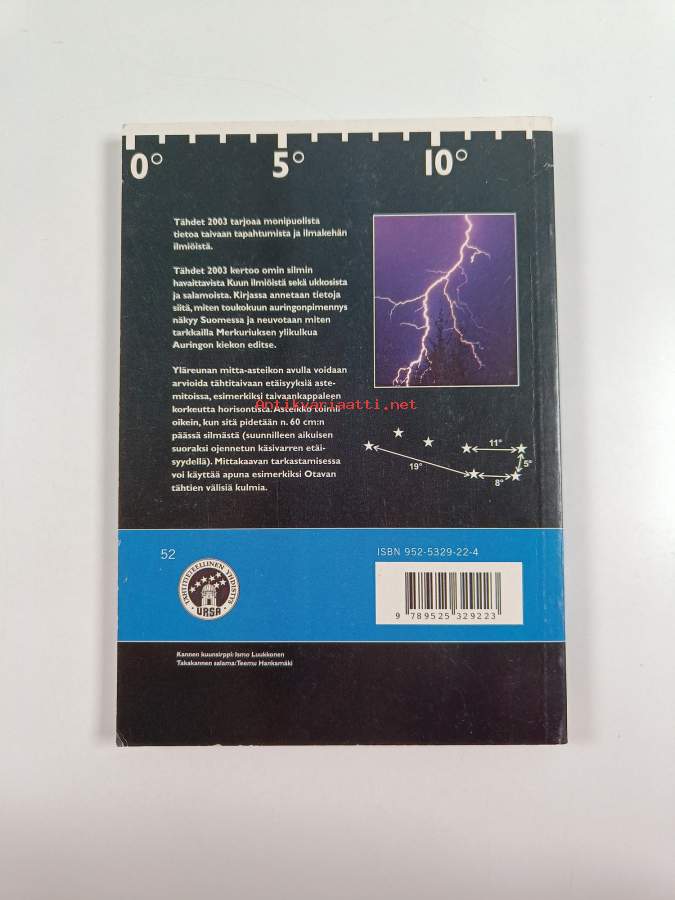 0° 5° 10°
Tähdet 2003 tarjoaa monipuolista
tietoa taivaan tapahtumista ja ilmakehän
ilmiöistä.
Tähdet 2003 kertoo omin silmin
havaittavista Kuun ilmiöistä sekä ukkosista
ja salamoista. Kirjassa annetaan tietoja
siitä, miten toukokuun auringonpimennys
näkyy Suomessa ja neuvotaan miten
tarkkailla Merkuriuksen ylikulkua
Auringon kiekon editse.
Yläreunan mitta-asteikon avulla voidaan
arvioida tähtitaivaan etäisyyksiä aste-
mitoissa, esimerkiksi taivaankappaleen
korkeutta horisontista. Asteikko toimii
oikein, kun sitä pidetään n. 60 cm:n
päässä silmästä (suunnilleen aikuisen
suoraksi ojennetun käsivarren etäi-
syydellä). Mittakaavan tarkastamisessa
voi käyttää apuna esimerkiksi Otavan
tähtien välisiä kulmia.
Antikvariaatti.net
11°
5°
19°
8°
52
ISBN 952-5329-22-4
TÄHTITIETEELLINEN YHDISTYS
URSA
9 789525 329223
Kannen kuunsirppi: Ismo Luukkonen
Takakannen salama: Teemu Hankamäki